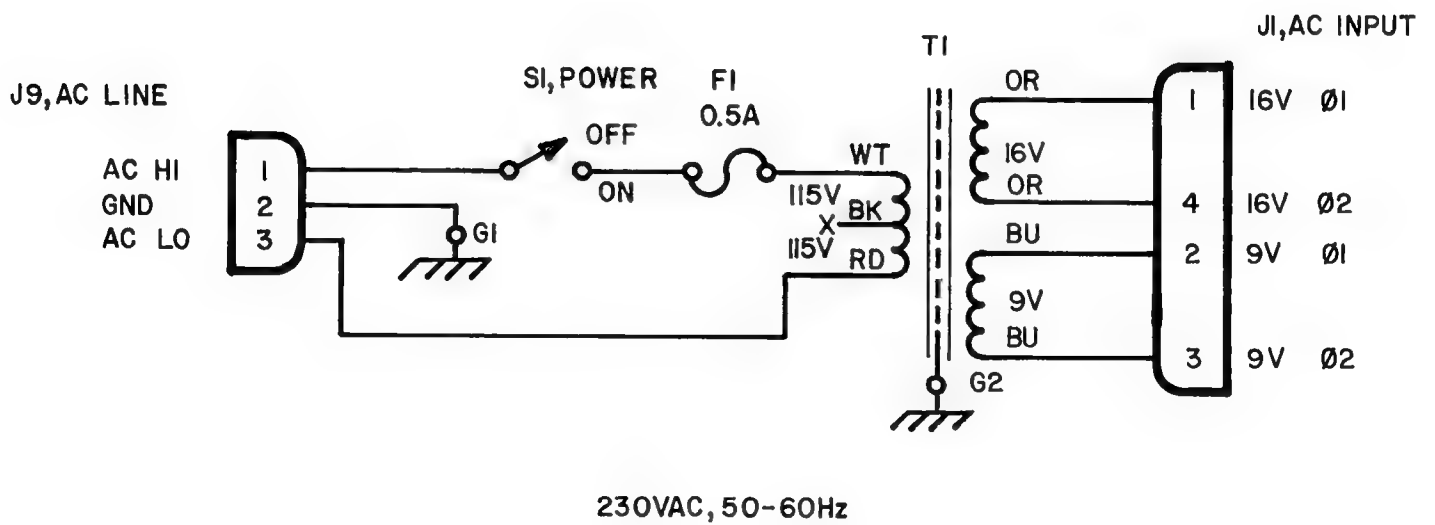 J1,AC INPUT
T1
J9,AC LINE
S1,POWER
F1
0.5A
OFF
ON
AC HI
GND
AC LO
1
2
3
G1
WT
115V
BK
X
115V
RD
OR
16V
OR
BU
9V
BU
G2
1
4
2
3
16V Ø1
16V Ø2
9V Ø1
9V Ø2
230VAC, 50-60Hz